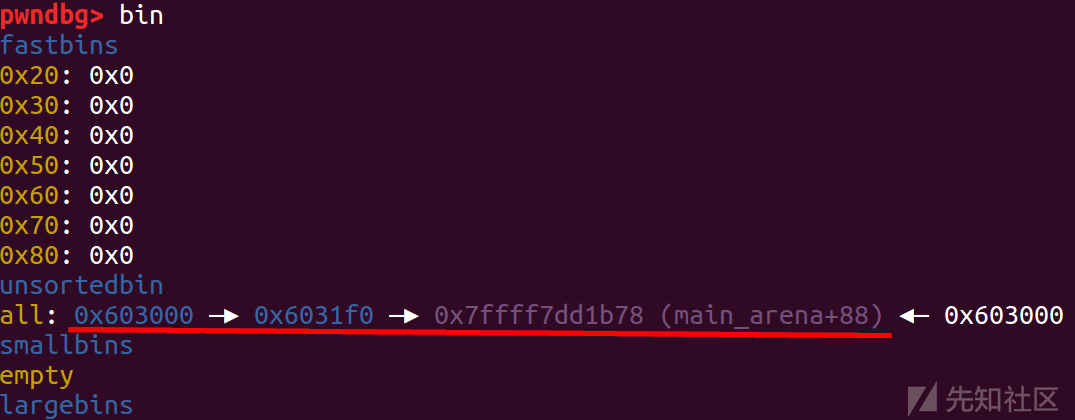 pwndbg> bin
fastbins
0x20: 0x0
0x30: 0x0
0x40: 0x0
0x50: 0x0
0x60: 0x0
0x70: 0x0
0x80: 0x0
unsortedbin
all: 0x603000 —▸ 0x6031f0 —▸ 0x7ffff7dd1b78 (main_arena+88) ◂— 0x603000
smallbins
empty
largebins
先知社区